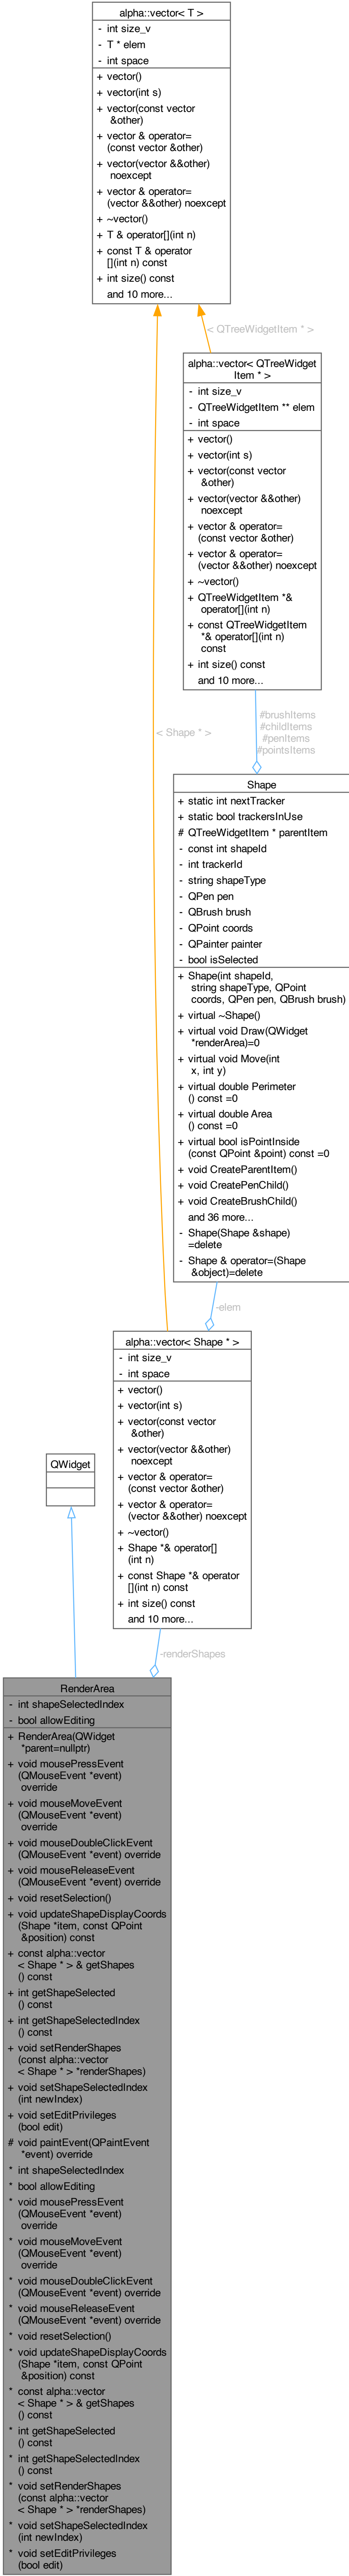 alpha::vector< T >
- int size_v
- T * elem
- int space
+ vector()
+ vector(int s)
+ vector(const vector
&other)
+ vector & operator=
(const vector &other)
+ vector(vector &&other)
noexcept
+ vector & operator=
(vector &&other) noexcept
+ ~vector()
+ T & operator[](int n)
+ const T & operator
[](int n) const
+ int size() const
and 10 more...
< QTreeWidgetItem * >
alpha::vector< QTreeWidget
Item * >
- int size_v
- QTreeWidgetItem ** elem
- int space
+ vector()
+ vector(int s)
+ vector(const vector
&other)
+ vector(vector &&other)
noexcept
+ vector & operator=
(const vector &other)
+ vector & operator=
(vector &&other) noexcept
+ ~vector()
+ QTreeWidgetItem *&
operator[](int n)
+ const QTreeWidgetItem
*& operator[](int n)
const
+ int size() const
and 10 more...
#brushItems
#childItems
#penItems
#pointsItems
< Shape * >
Shape
+ static int nextTracker
+ static bool trackersInUse
# QTreeWidgetItem * parentItem
- const int shapeId
- int trackerId
- string shapeType
- QPen pen
- QBrush brush
- QPoint coords
- QPainter painter
- bool isSelected
+ Shape(int shapeId,
string shapeType, QPoint
coords, QPen pen, QBrush brush)
+ virtual ~Shape()
+ virtual void Draw(QWidget
*renderArea)=0
+ virtual void Move(int
x, int y)
+ virtual double Perimeter
() const =0
+ virtual double Area
() const =0
+ virtual bool isPointInside
(const QPoint &point) const =0
+ void CreateParentItem()
+ void CreatePenChild()
+ void CreateBrushChild()
and 36 more...
- Shape(Shape &shape)
=delete
- Shape & operator=(Shape
&object)=delete
-elem
alpha::vector< Shape * >
- int size_v
- int space
+ vector()
+ vector(int s)
+ vector(const vector
&other)
+ vector(vector &&other)
noexcept
+ vector & operator=
(const vector &other)
+ vector & operator=
(vector &&other) noexcept
+ ~vector()
+ Shape *& operator[]
(int n)
+ const Shape *& operator
[](int n) const
+ int size() const
and 10 more...
QWidget
-renderShapes
RenderArea
- int shapeSelectedIndex
- bool allowEditing
+ RenderArea(QWidget
*parent=nullptr)
+ void mousePressEvent
(QMouseEvent *event)
override
+ void mouseMoveEvent
(QMouseEvent *event)
override
+ void mouseDoubleClickEvent
(QMouseEvent *event) override
+ void mouseReleaseEvent
(QMouseEvent *event) override
+ void resetSelection()
+ void updateShapeDisplayCoords
(Shape *item, const QPoint
&position) const
+ const alpha::vector
< Shape * > & getShapes
() const
+ int getShapeSelected
() const
+ int getShapeSelectedIndex
() const
+ void setRenderShapes
(const alpha::vector
< Shape * > *renderShapes)
+ void setShapeSelectedIndex
(int newIndex)
+ void setEditPrivileges
(bool edit)
# void paintEvent(QPaintEvent
*event) override
* int shapeSelectedIndex
* bool allowEditing
* void mousePressEvent
(QMouseEvent *event)
override
* void mouseMoveEvent
(QMouseEvent *event)
override
* void mouseDoubleClickEvent
(QMouseEvent *event) override
* void mouseReleaseEvent
(QMouseEvent *event) override
* void resetSelection()
* void updateShapeDisplayCoords
(Shape *item, const QPoint
&position) const
* const alpha::vector
< Shape * > & getShapes
() const
* int getShapeSelected
() const
* int getShapeSelectedIndex
() const
* void setRenderShapes
(const alpha::vector
< Shape * > *renderShapes)
* void setShapeSelectedIndex
(int newIndex)
* void setEditPrivileges
(bool edit)